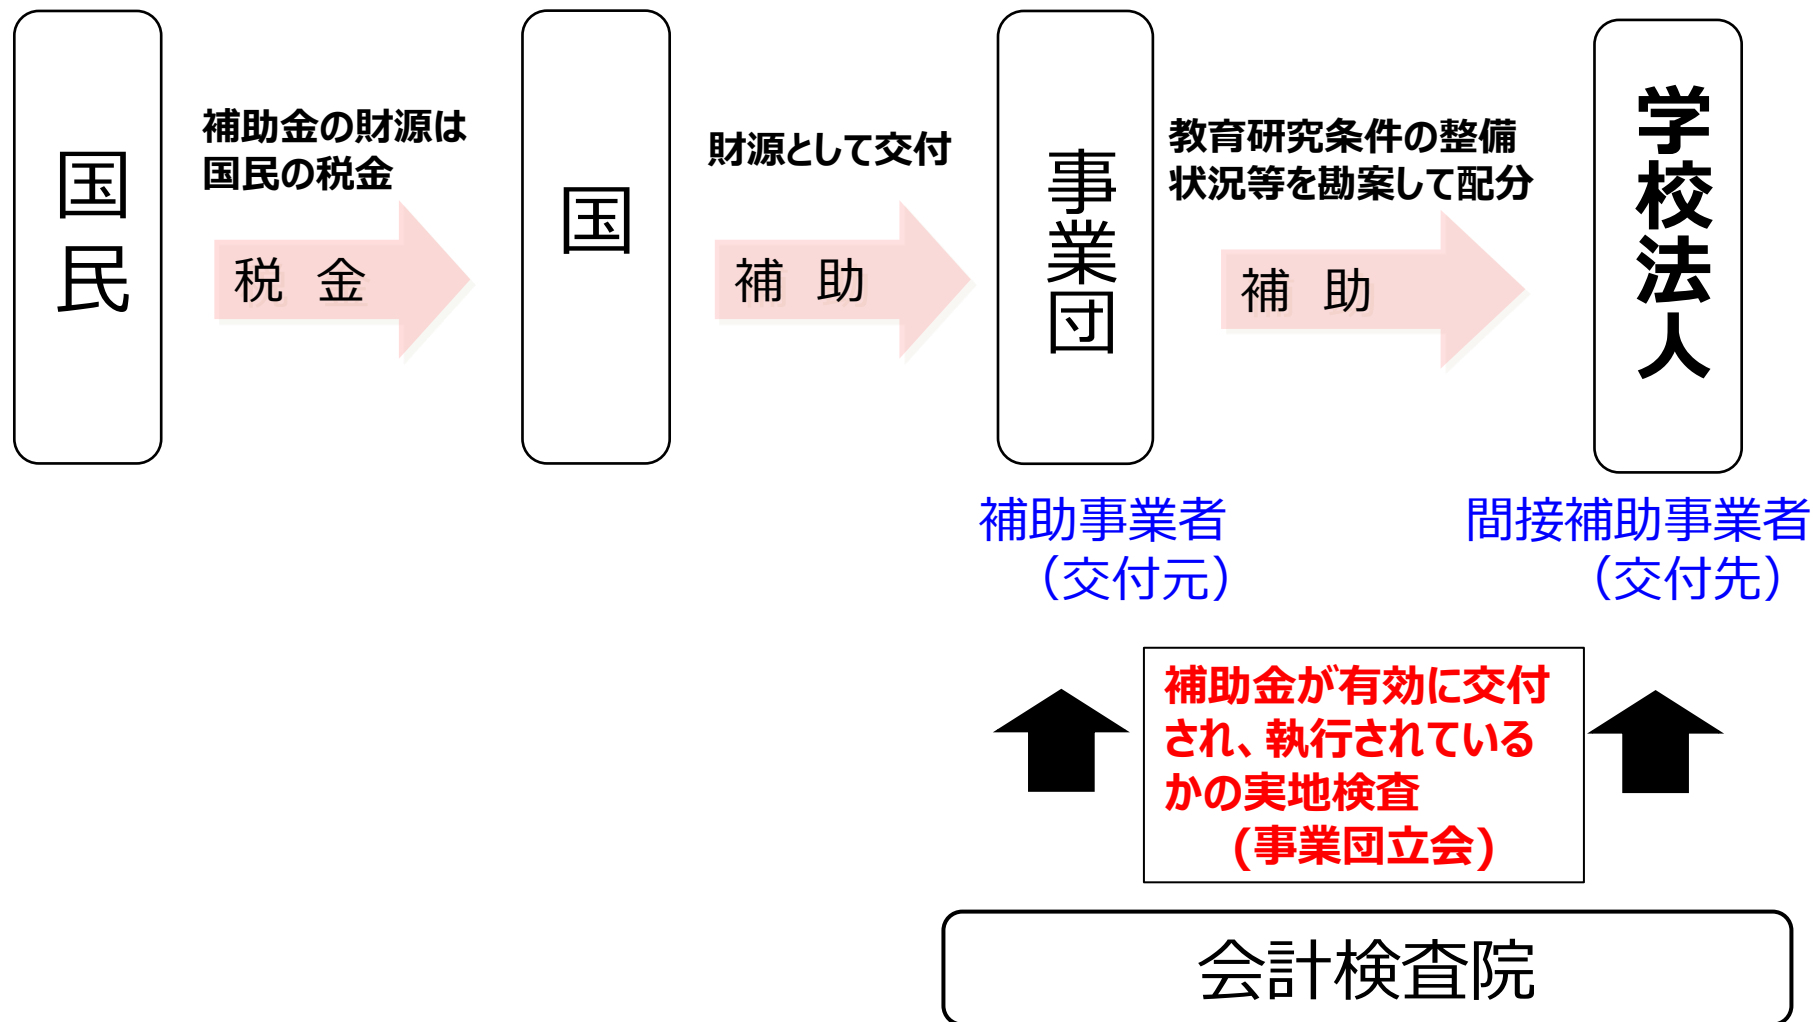 国民
補助金の財源は
国民の税金
税 金
国
財源として交付
補 助
事業団
教育研究条件の整備
状況等を勘案して配分
補 助
学校法人
補助事業者
（交付元）
間接補助事業者
（交付先）
補助金が有効に交付
され、執行されている
かの実地検査
(事業団立会)
会計検査院